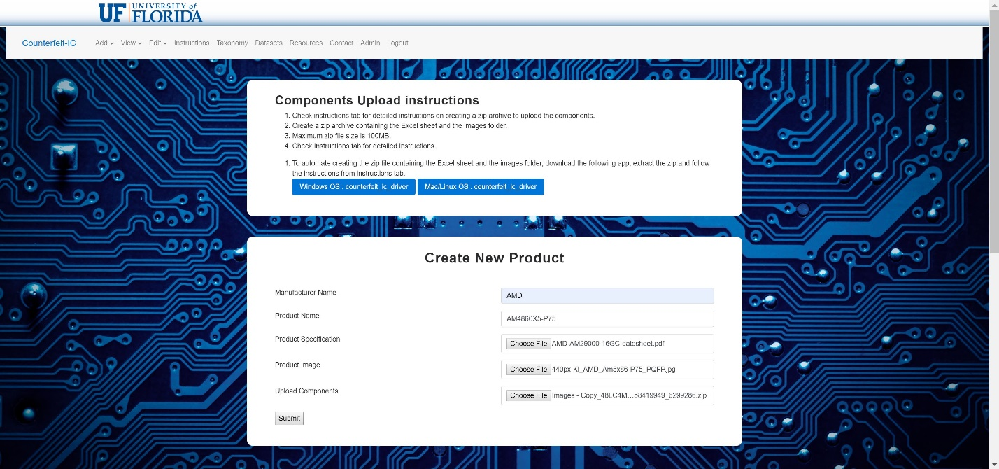 UF UNIVERSITY of
FLORIDA
Counterfeit-IC Add View Edit Instructions Taxonomy Datasets Resources Contact Admin Logout
Components Upload instructions
1. Check instructions tab for detailed instructions on creating a zip archive to upload the components.
2. Create a zip archive containing the Excel sheet and the images folder.
3. Maximum zip file size is 100MB.
4. Check Instructions tab for detailed Instructions.
1. To automate creating the zip file containing the Excel sheet and the images folder, download the following app, extract the zip and follow
the instructions from instructions tab.
Windows OS : counterfeit_ic_driver Mac/Linux OS : counterfeit_ic_driver
Create New Product
Manufacturer Name AMD
Product Name AM4860X5-P75
Product Specification Choose File AMD-AM29000-16GC-datasheet.pdf
Product Image Choose File 440px-KI_AMD_Am5x86-P75_PQFP.jpg
Upload Components Choose File Images - Copy_48LC4M...58419949_6299286.zip
Submit